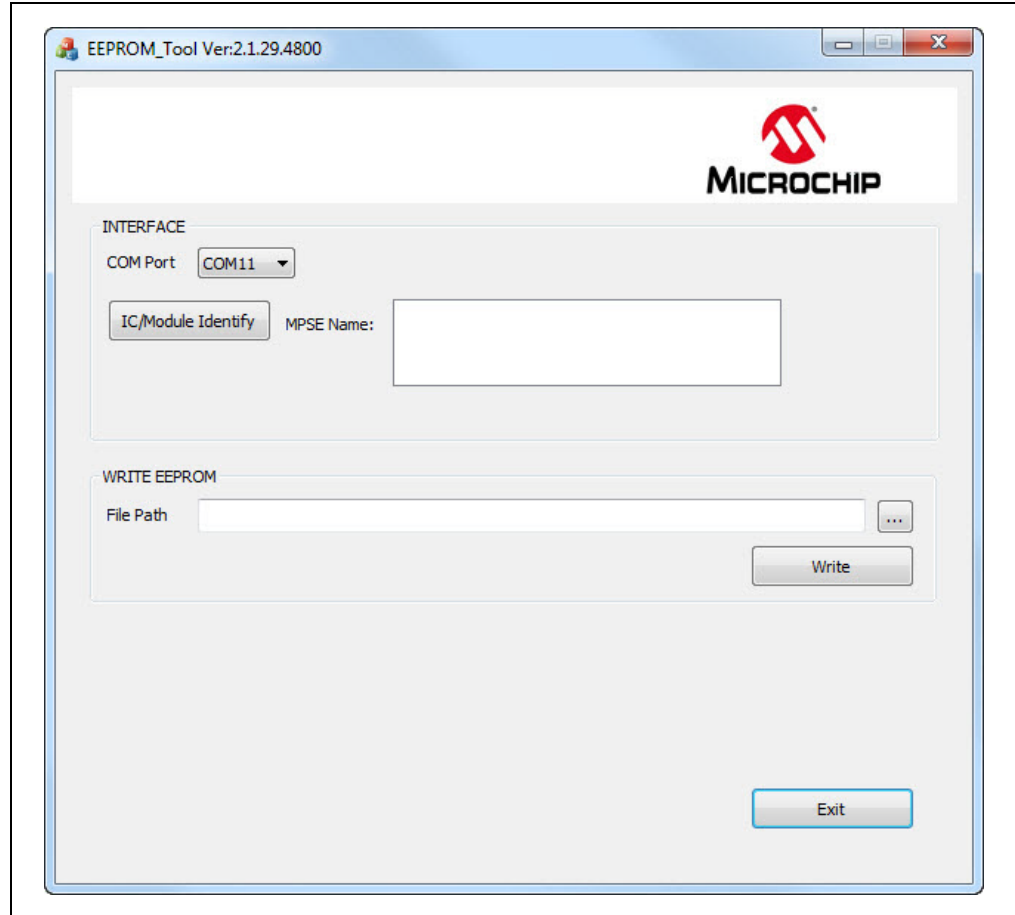 EEPROM_Tool Ver:2.1.29.4800
MICROCHIP
INTERFACE
COM Port COM11
IC/Module Identify MPSE Name:
WRITE EEPROM
File Path ...
Write
Exit